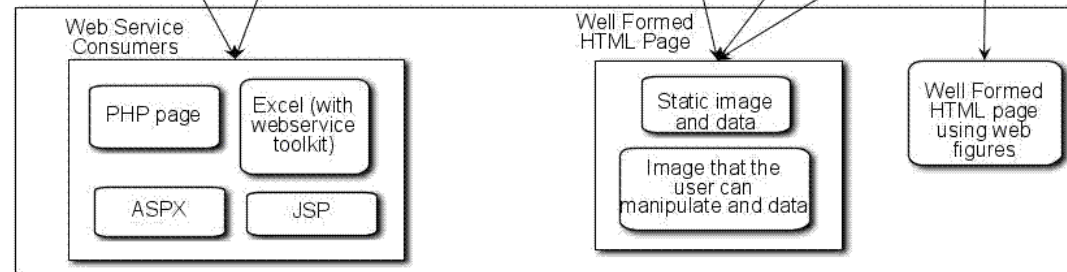 Web Service
Consumers
PHP page
Excel (with
webservice
toolkit)
ASPX
JSP
Well Formed
HTML Page
Static image
and data
Image that the
user can
manipulate and data
Well Formed
HTML page
using web
figures